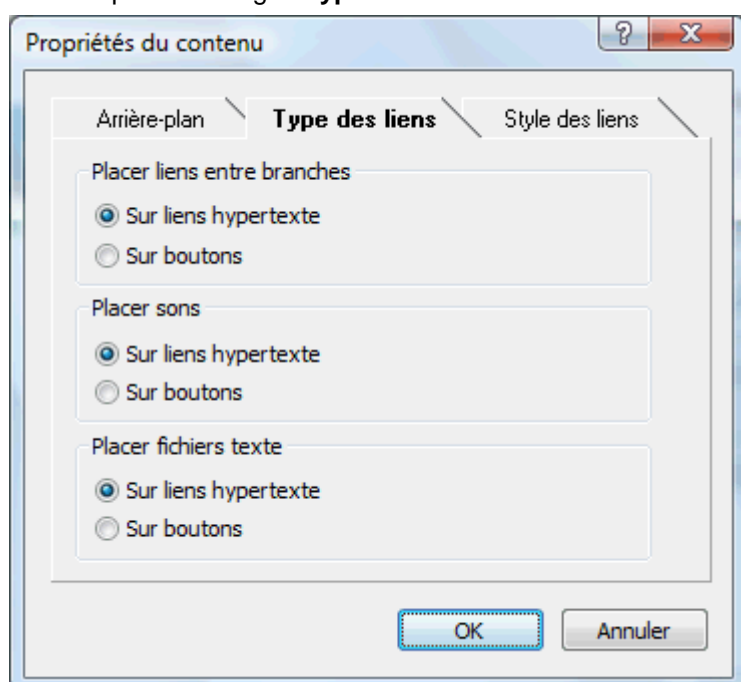 Propriétés du contenu
Arrière-plan Type des liens Style des liens
Placer liens entre branches
Sur liens hypertexte
Sur boutons
Placer sons
Sur liens hypertexte
Sur boutons
Placer fichiers texte
Sur liens hypertexte
Sur boutons
OK Annuler